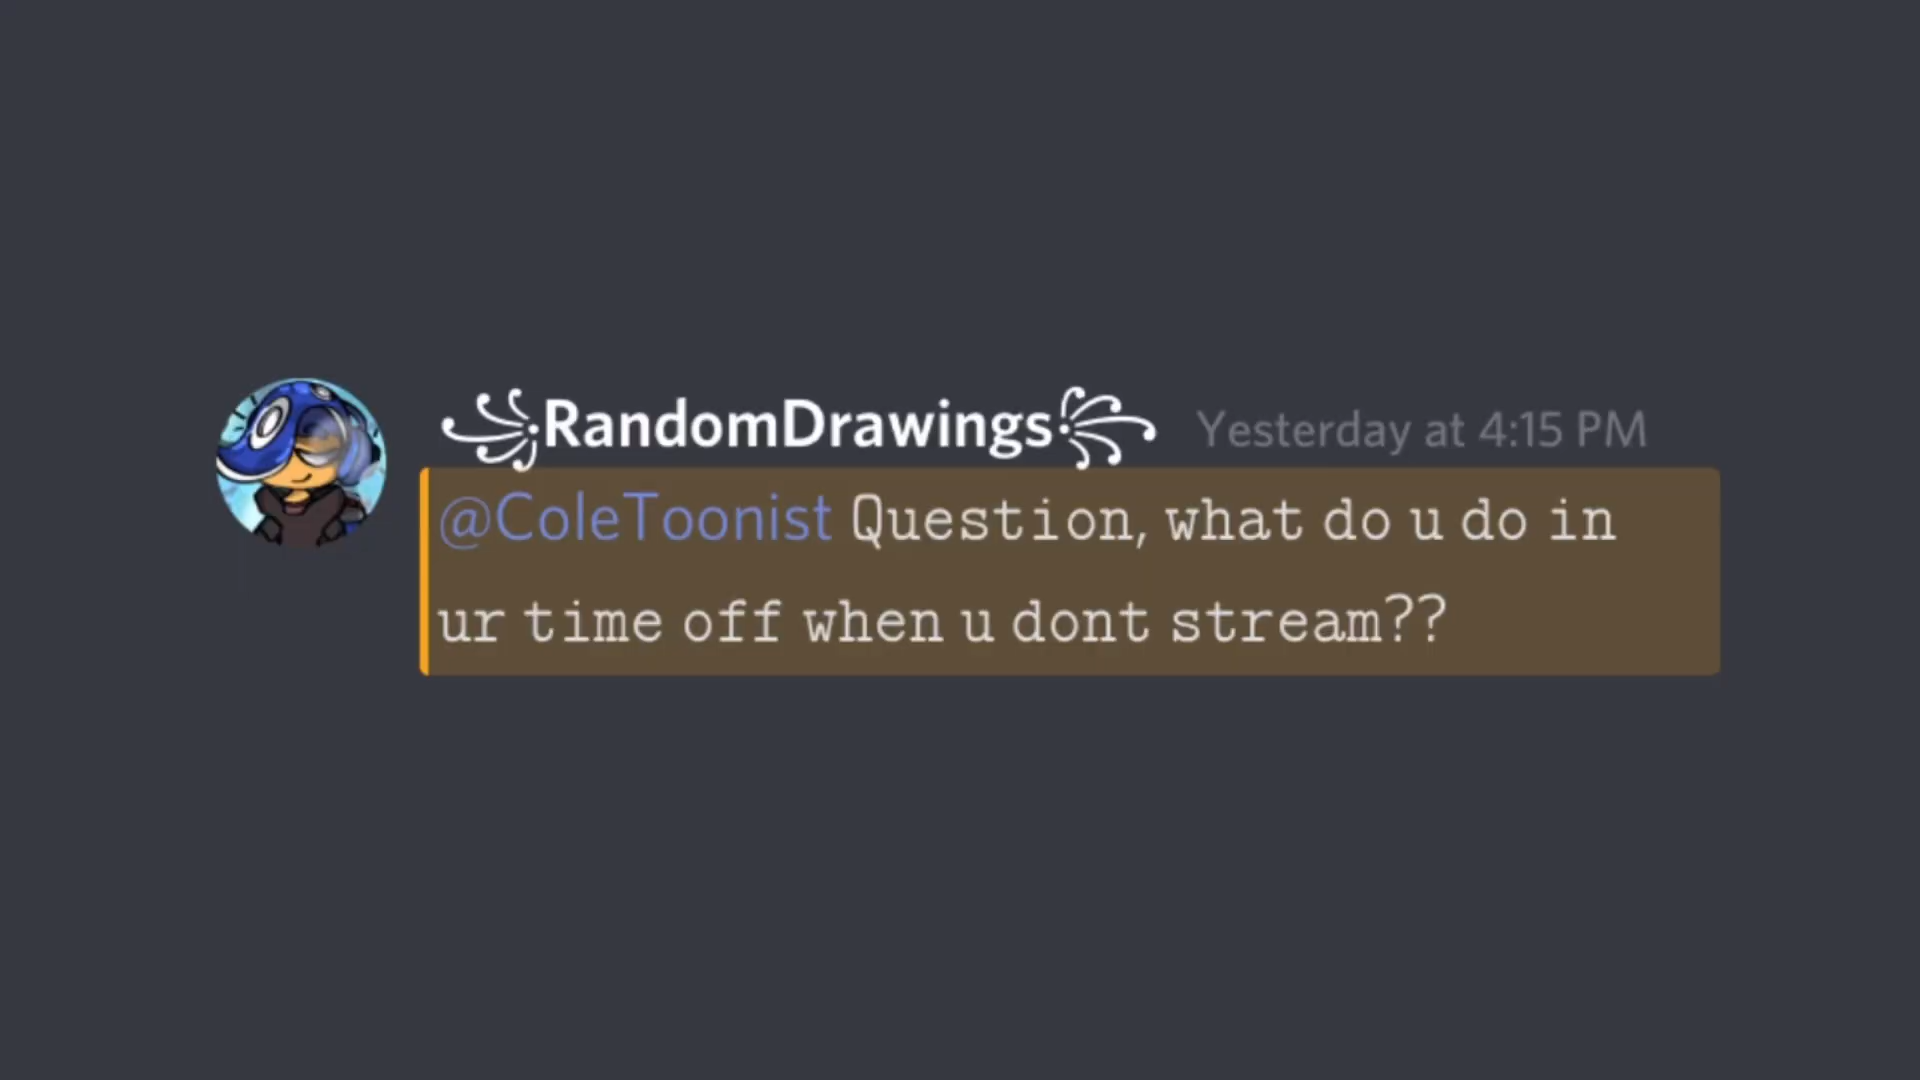 ꧁RandomDrawings꧂ Yesterday at 4:15 PM
@ColeToonist Question, what do u do in
ur time off when u dont stream??